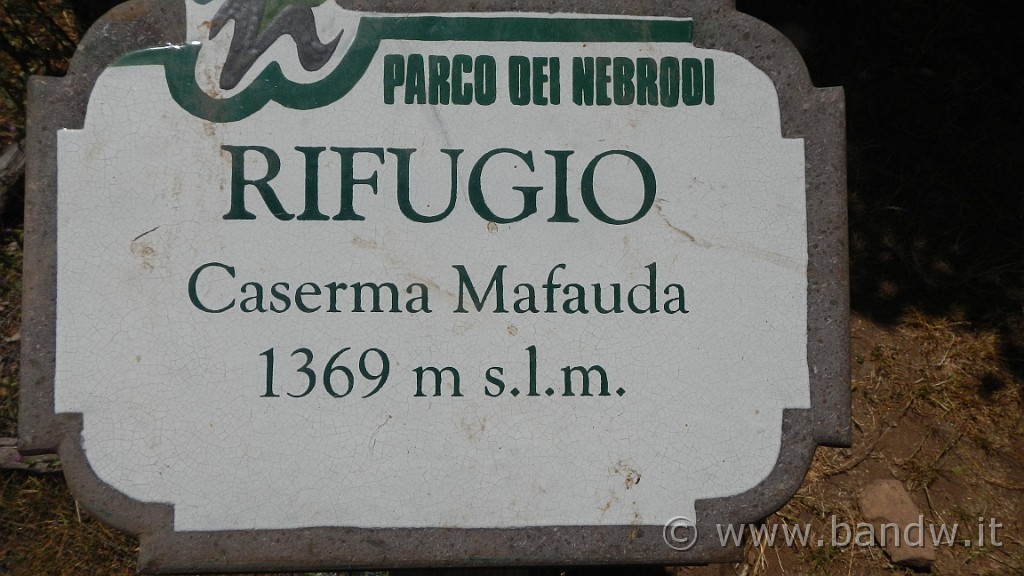 PARCO DEI NEBRODI
RIFUGIO
Caserma Mafauda
1369 m s.l.m.
© www.bandw.it